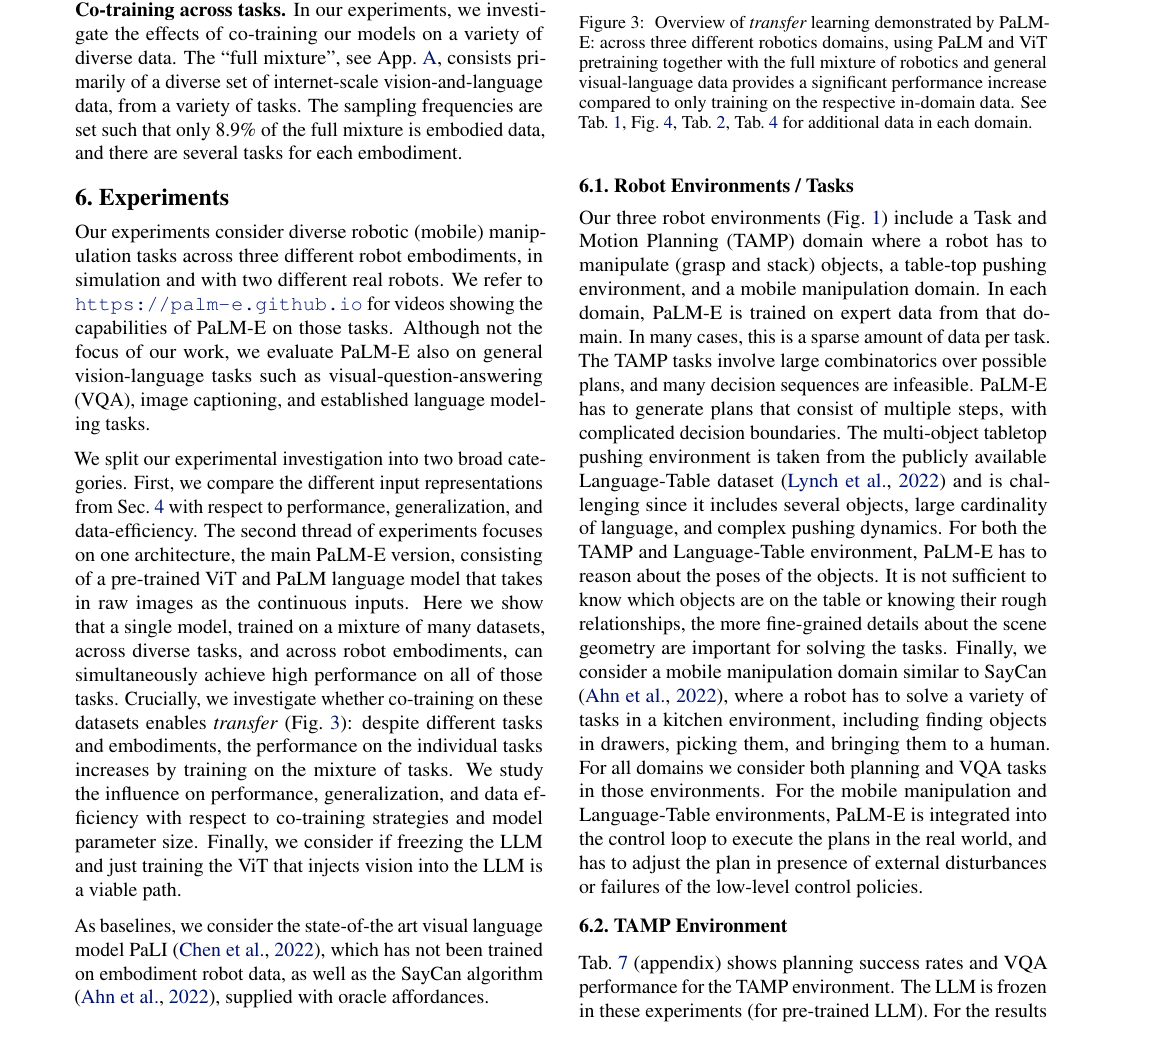 Co-training across tasks. In our experiments, we investi-
gate the effects of co-training our models on a variety of
diverse data. The “full mixture”, see App. A, consists pri-
marily of a diverse set of internet-scale vision-and-language
data, from a variety of tasks. The sampling frequencies are
set such that only 8.9% of the full mixture is embodied data,
and there are several tasks for each embodiment.
6. Experiments
Our experiments consider diverse robotic (mobile) manip-
ulation tasks across three different robot embodiments, in
simulation and with two different real robots. We refer to
https://palm-e.github.io for videos showing the
capabilities of PaLM-E on those tasks. Although not the
focus of our work, we evaluate PaLM-E also on general
vision-language tasks such as visual-question-answering
(VQA), image captioning, and established language model-
ing tasks.
We split our experimental investigation into two broad cate-
gories. First, we compare the different input representations
from Sec. 4 with respect to performance, generalization, and
data-efficiency. The second thread of experiments focuses
on one architecture, the main PaLM-E version, consisting
of a pre-trained ViT and PaLM language model that takes
in raw images as the continuous inputs. Here we show
that a single model, trained on a mixture of many datasets,
across diverse tasks, and across robot embodiments, can
simultaneously achieve high performance on all of those
tasks. Crucially, we investigate whether co-training on these
datasets enables transfer (Fig. 3): despite different tasks
and embodiments, the performance on the individual tasks
increases by training on the mixture of tasks. We study
the influence on performance, generalization, and data ef-
ficiency with respect to co-training strategies and model
parameter size. Finally, we consider if freezing the LLM
and just training the ViT that injects vision into the LLM is
a viable path.
As baselines, we consider the state-of-the art visual language
model PaLI (Chen et al., 2022), which has not been trained
on embodiment robot data, as well as the SayCan algorithm
(Ahn et al., 2022), supplied with oracle affordances.
Figure 3: Overview of transfer learning demonstrated by PaLM-
E: across three different robotics domains, using PaLM and ViT
pretraining together with the full mixture of robotics and general
visual-language data provides a significant performance increase
compared to only training on the respective in-domain data. See
Tab. 1, Fig. 4, Tab. 2, Tab. 4 for additional data in each domain.
6.1. Robot Environments / Tasks
Our three robot environments (Fig. 1) include a Task and
Motion Planning (TAMP) domain where a robot has to
manipulate (grasp and stack) objects, a table-top pushing
environment, and a mobile manipulation domain. In each
domain, PaLM-E is trained on expert data from that do-
main. In many cases, this is a sparse amount of data per task.
The TAMP tasks involve large combinatorics over possible
plans, and many decision sequences are infeasible. PaLM-E
has to generate plans that consist of multiple steps, with
complicated decision boundaries. The multi-object tabletop
pushing environment is taken from the publicly available
Language-Table dataset (Lynch et al., 2022) and is chal-
lenging since it includes several objects, large cardinality
of language, and complex pushing dynamics. For both the
TAMP and Language-Table environment, PaLM-E has to
reason about the poses of the objects. It is not sufficient to
know which objects are on the table or knowing their rough
relationships, the more fine-grained details about the scene
geometry are important for solving the tasks. Finally, we
consider a mobile manipulation domain similar to SayCan
(Ahn et al., 2022), where a robot has to solve a variety of
tasks in a kitchen environment, including finding objects
in drawers, picking them, and bringing them to a human.
For all domains we consider both planning and VQA tasks
in those environments. For the mobile manipulation and
Language-Table environments, PaLM-E is integrated into
the control loop to execute the plans in the real world, and
has to adjust the plan in presence of external disturbances
or failures of the low-level control policies.
6.2. TAMP Environment
Tab. 7 (appendix) shows planning success rates and VQA
performance for the TAMP environment. The LLM is frozen
in these experiments (for pre-trained LLM). For the results